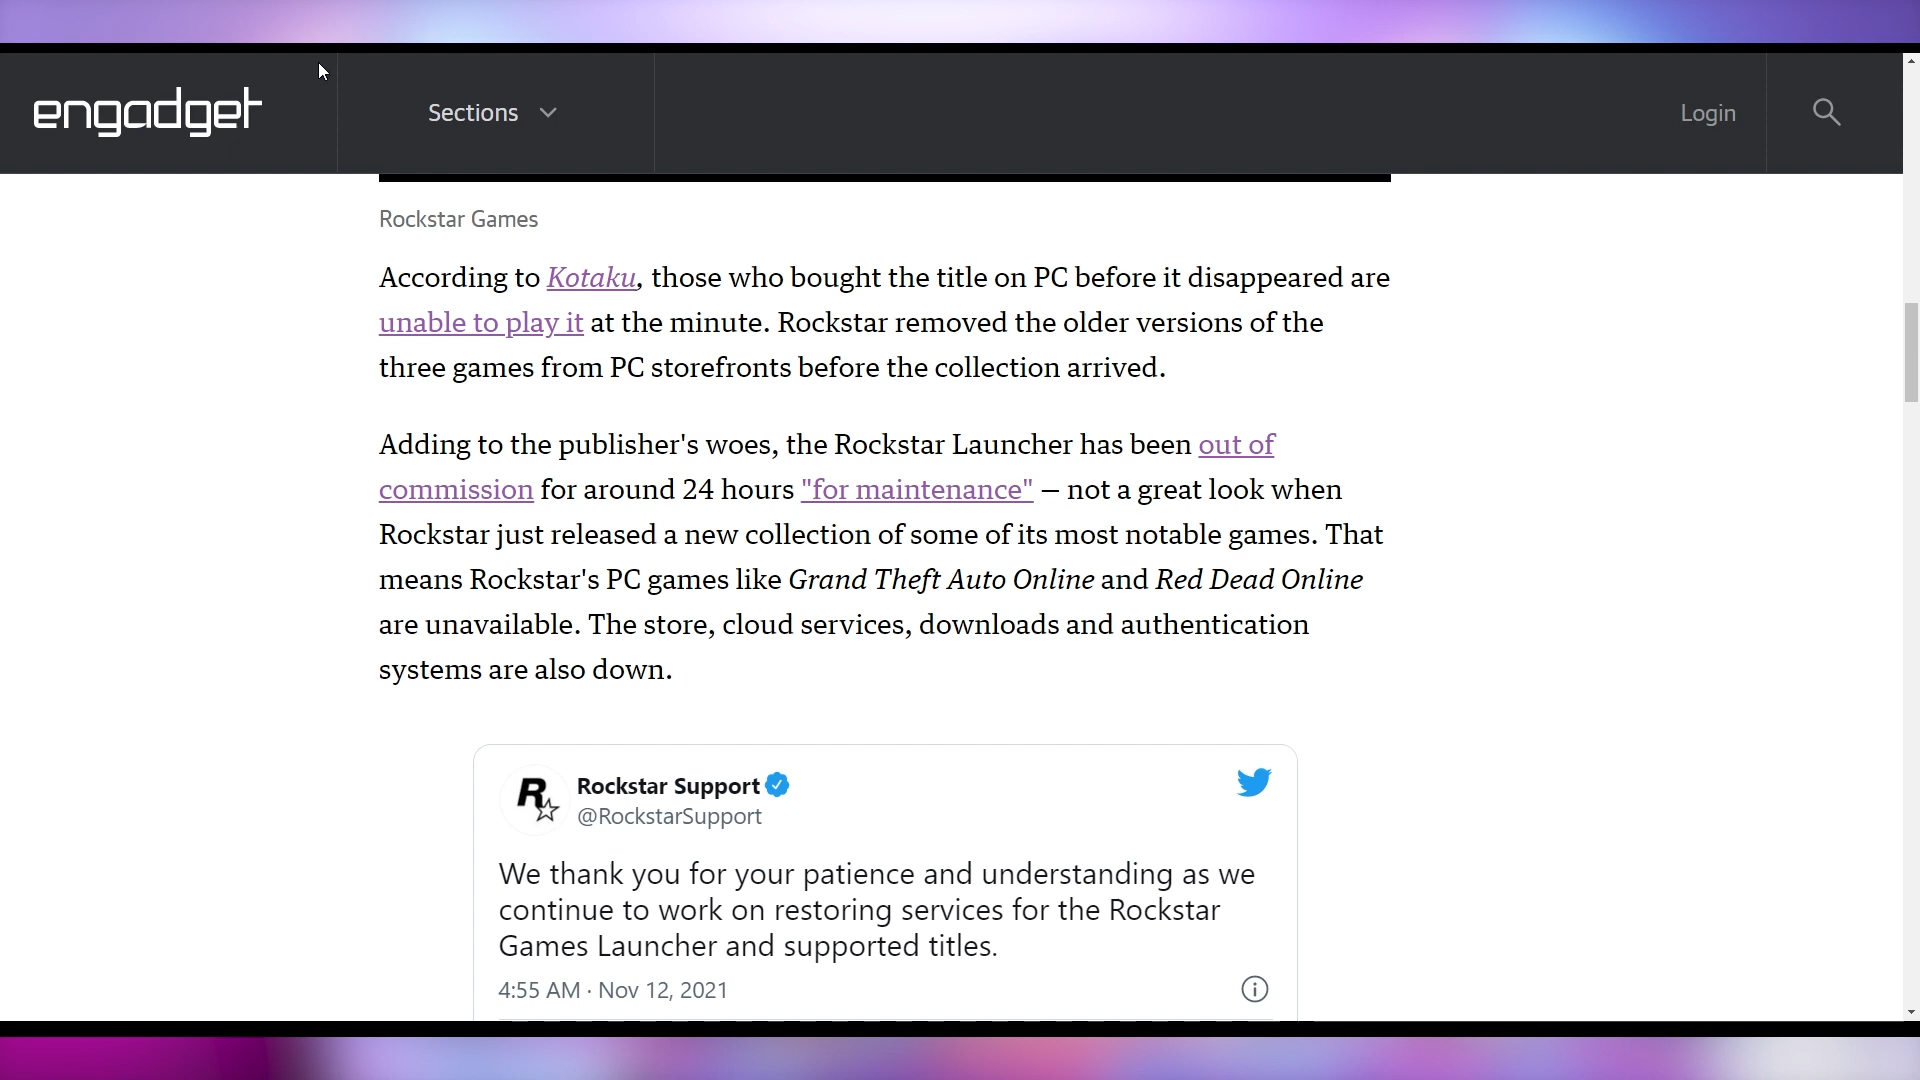 engadget
Sections
Login
Rockstar Games
According to Kotaku, those who bought the title on PC before it disappeared are
unable to play it at the minute. Rockstar removed the older versions of the
three games from PC storefronts before the collection arrived.
Adding to the publisher's woes, the Rockstar Launcher has been out of
commission for around 24 hours "for maintenance" — not a great look when
Rockstar just released a new collection of some of its most notable games. That
means Rockstar's PC games like Grand Theft Auto Online and Red Dead Online
are unavailable. The store, cloud services, downloads and authentication
systems are also down.
Rockstar Support
@RockstarSupport
We thank you for your patience and understanding as we
continue to work on restoring services for the Rockstar
Games Launcher and supported titles.
4:55 AM · Nov 12, 2021